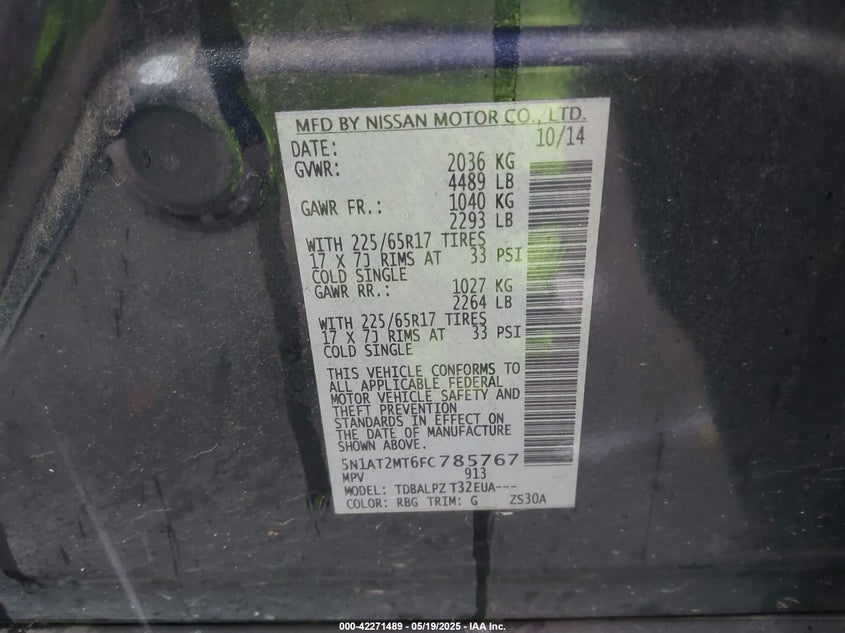 MFD BY NISSAN MOTOR CO., LTD.
DATE: 10/14
GVWR: 2036 KG
4489 LB
GAWR FR.: 1040 KG
2293 LB
WITH 225/65R17 TIRES
17 X 7J RIMS AT 33 PSI
COLD SINGLE
GAWR RR.: 1027 KG
2264 LB
WITH 225/65R17 TIRES
17 X 7J RIMS AT 33 PSI
COLD SINGLE
THIS VEHICLE CONFORMS TO
ALL APPLICABLE FEDERAL
MOTOR VEHICLE SAFETY AND
THEFT PREVENTION
STANDARDS IN EFFECT ON
THE DATE OF MANUFACTURE
SHOWN ABOVE.
5N1AT2MT6FC785767
MPV 913
MODEL: TDBALPZ T32EUA---
COLOR: RBG TRIM: G ZS30A
000-42271489 - 05/19/2025 - IAA Inc.